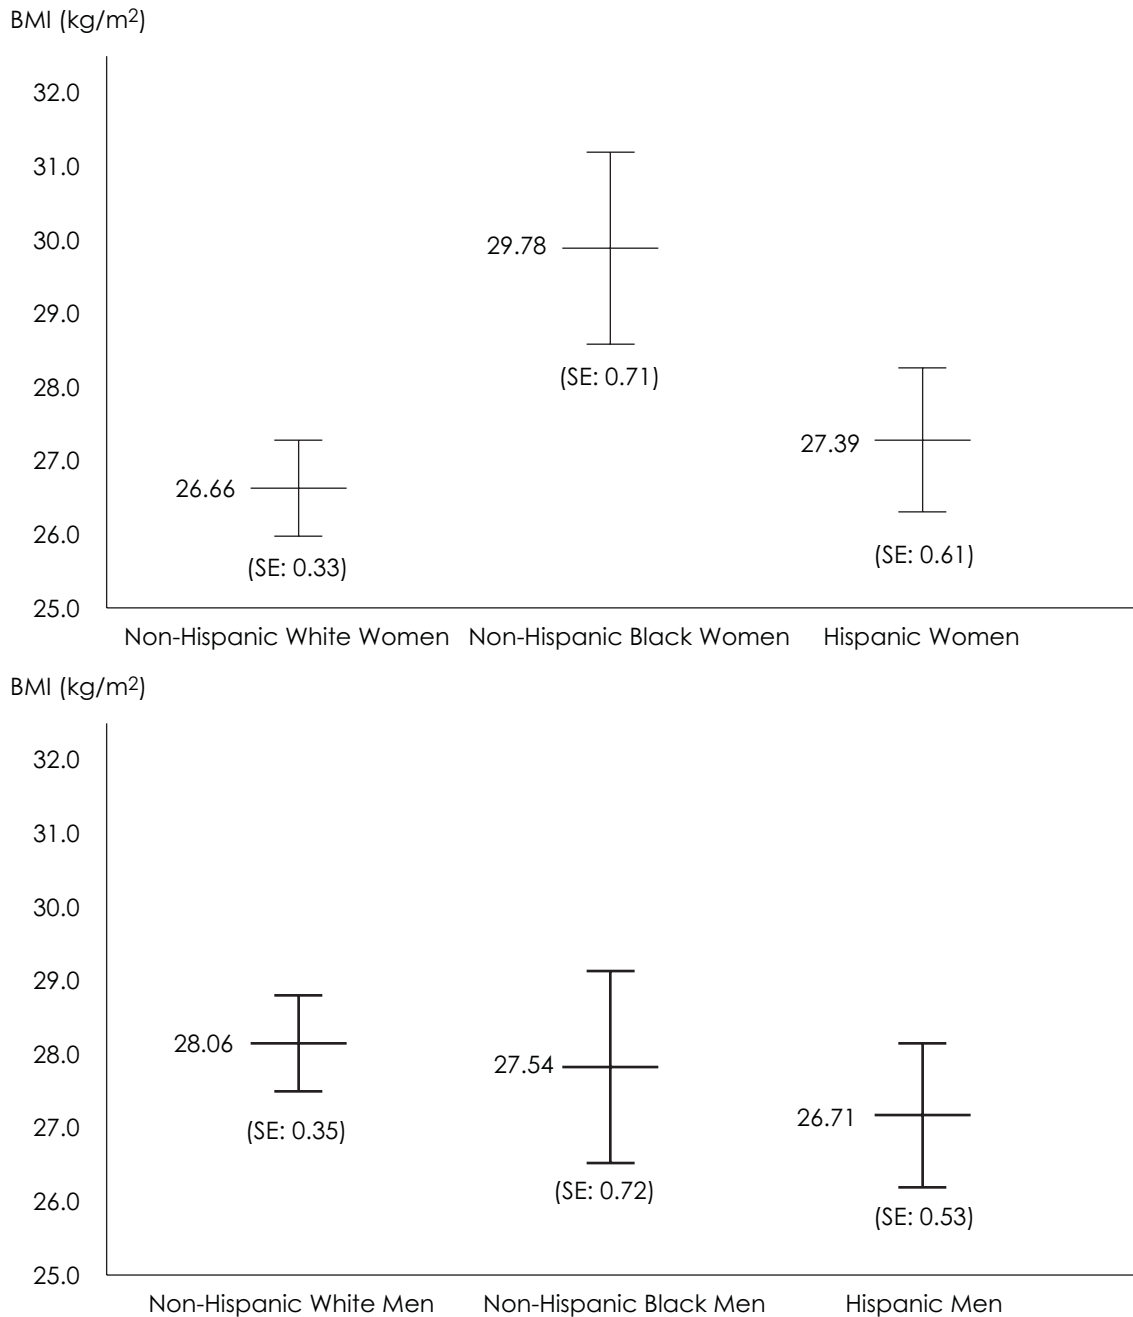 BMI (kg/m2)
32.0
31.0
30.0
29.78
29.0
(SE: 0.71)
28.0
27.39
27.0
26.66
26.0
(SE: 0.61)
(SE: 0.33)
25.0
Non-Hispanic White Women Non-Hispanic Black Women Hispanic Women
BMI (kg/m2)
32.0
31.0
30.0
29.0
28.06
28.0
27.54
27.0
26.71
(SE: 0.35)
26.0
(SE: 0.72)
(SE: 0.53)
25.0
Non-Hispanic White Men Non-Hispanic Black Men Hispanic Men